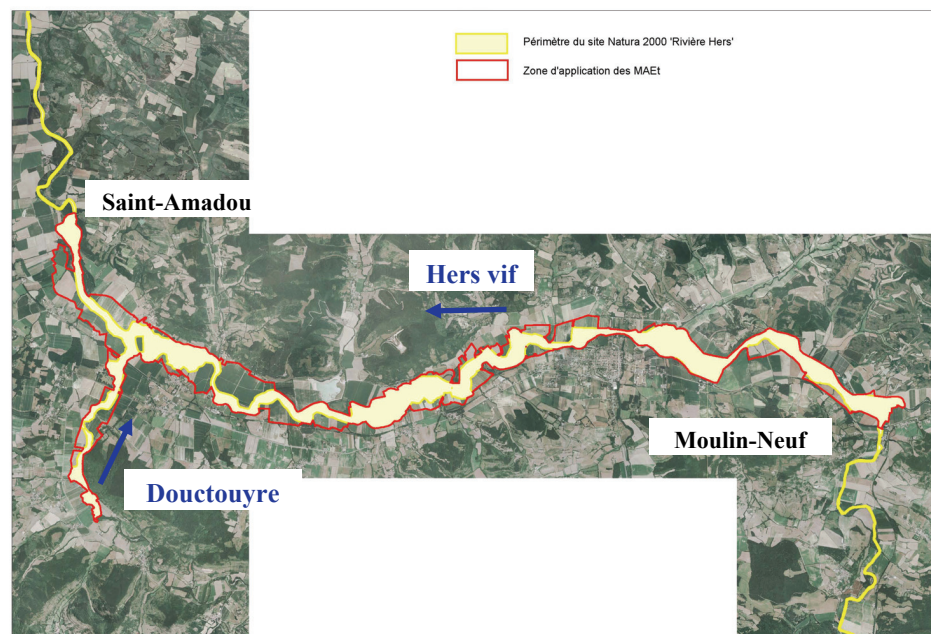 Périmètre du site Natura 2000 'Rivière Hers'
Zone d'application des MAEt
Saint-Amadou
Hers vif
Moulin-Neuf
Douctouyre